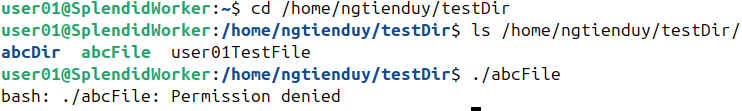 user01@SplendidWorker:~$ cd /home/ngtienduy/testDir
user01@SplendidWorker:/home/ngtienduy/testDir$ ls /home/ngtienduy/testDir/
abcDir  abcFile  user01TestFile
user01@SplendidWorker:/home/ngtienduy/testDir$ ./abcFile
bash: ./abcFile: Permission denied